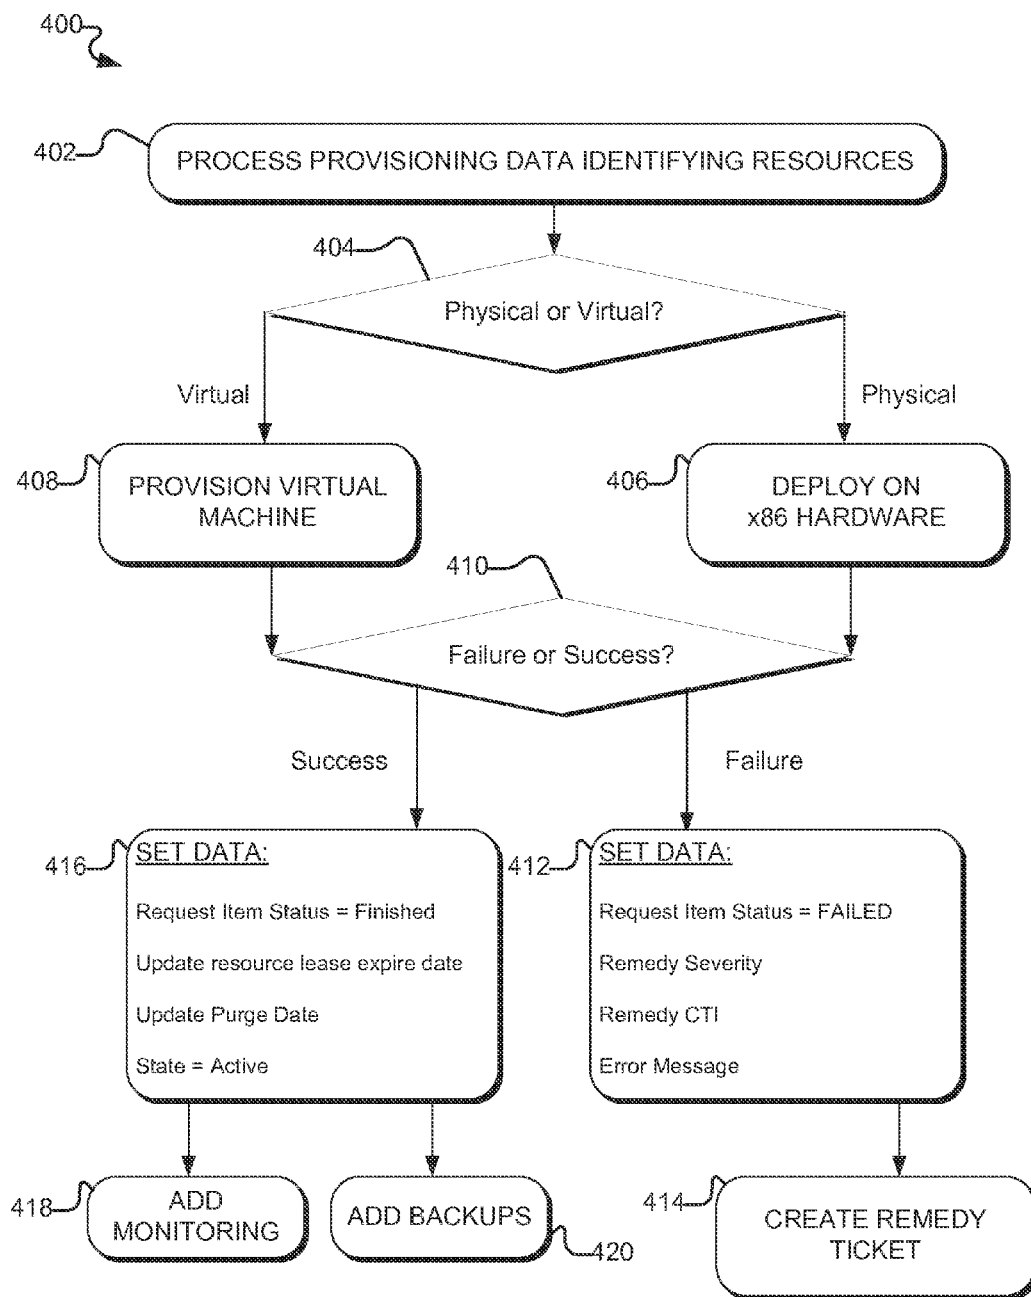 400
402
PROCESS PROVISIONING DATA IDENTIFYING RESOURCES
404
Physical or Virtual?
Virtual
Physical
408
PROVISION VIRTUAL
MACHINE
406
DEPLOY ON
x86 HARDWARE
410
Failure or Success?
Success
Failure
416
SET DATA:
Request Item Status = Finished
Update resource lease expire date
Update Purge Date
State = Active
412
SET DATA:
Request Item Status = FAILED
Remedy Severity
Remedy CTI
Error Message
418
ADD
MONITORING
ADD BACKUPS
420
414
CREATE REMEDY
TICKET